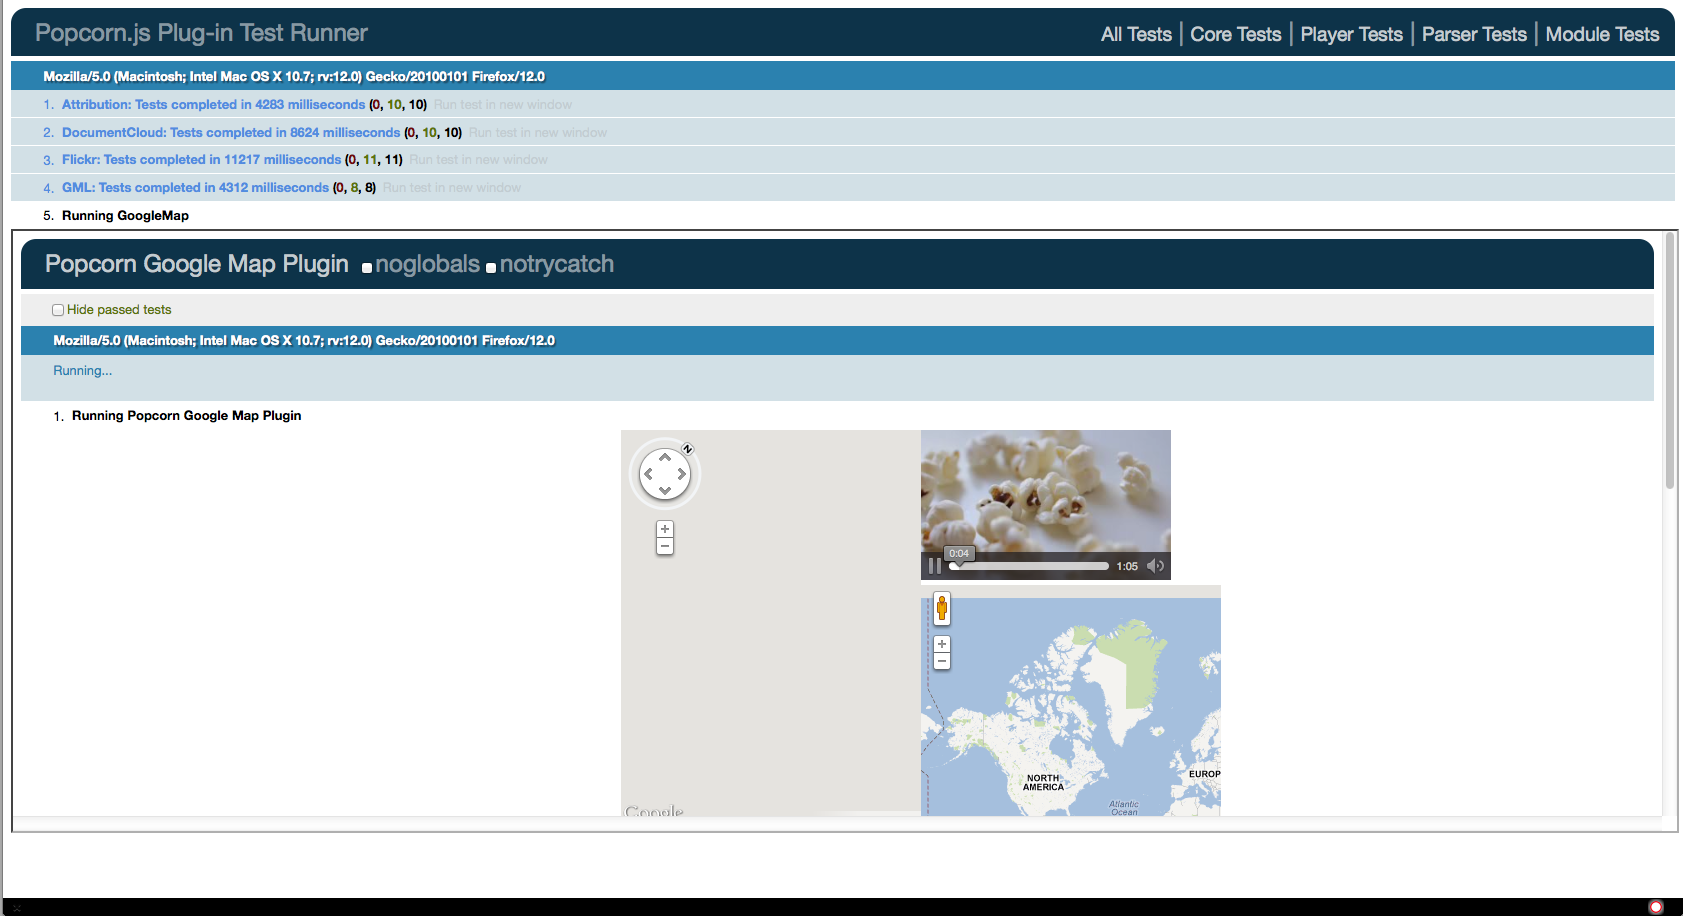 Popcorn.js Plug-in Test Runner
All Tests | Core Tests | Player Tests | Parser Tests | Module Tests
Mozilla/5.0 (Macintosh; Intel Mac OS X 10.7; rv:12.0) Gecko/20100101 Firefox/12.0
1. Attribution: Tests completed in 4283 milliseconds (0, 10, 10) Run test in new window
2. DocumentCloud: Tests completed in 8624 milliseconds (0, 10, 10) Run test in new window
3. Flickr: Tests completed in 11217 milliseconds (0, 11, 11) Run test in new window
4. GML: Tests completed in 4312 milliseconds (0, 8, 8) Run test in new window
5. Running GoogleMap
Popcorn Google Map Plugin noglobals notrycatch
Hide passed tests
Mozilla/5.0 (Macintosh; Intel Mac OS X 10.7; rv:12.0) Gecko/20100101 Firefox/12.0
Running...
1. Running Popcorn Google Map Plugin
N
+
−
0:04
1:05
+
−
NORTH
AMERICA
EUROP
Atlantic
Ocean
Google